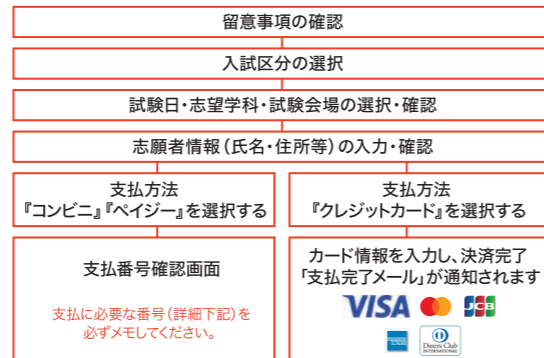 留意事項の確認
入試区分の選択
試験日・志望学科・試験会場の選択・確認
志願者情報(氏名・住所等)の入力・確認
支払方法
『コンビニ』『ペイジー』を選択する
支払方法
『クレジットカード』を選択する
支払番号確認画面
支払に必要な番号(詳細下記)を
必ずメモしてください。
カード情報を入力し、決済完了
「支払完了メール」が通知されます
VISA
JCB
Diners Club
INTERNATIONAL